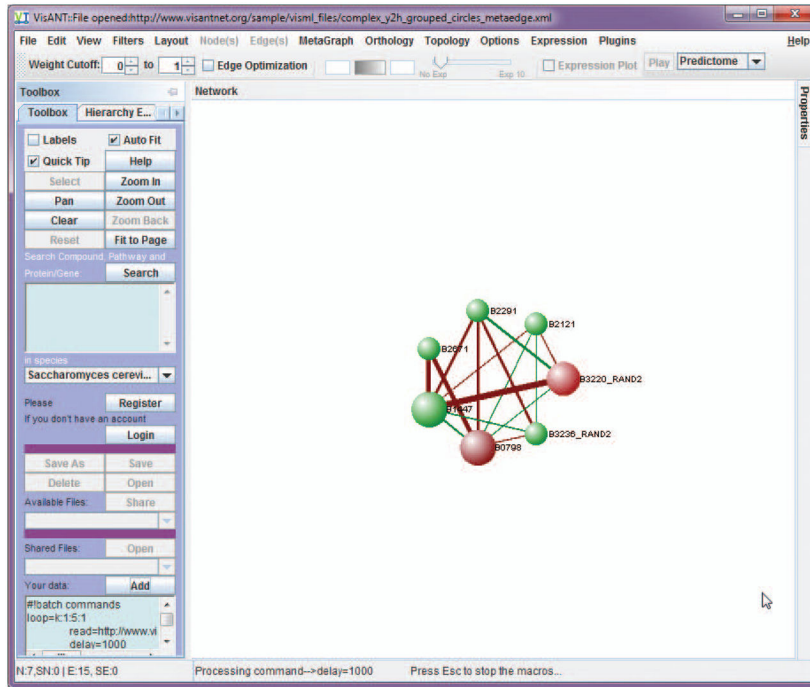 VisANT::File opened:http://www.visantnet.org/sample/visml_files/complex_y2h_grouped_circles_metaedge.xml
File Edit View Filters Layout Node(s) Edge(s) MetaGraph Orthology Topology Options Expression Plugins Help
Weight Cutoff: 0 to 1 Edge Optimization No Exp Exp 10 Expression Plot Play Predictome
Toolbox
Network
Properties
Toolbox Hierarchy E...
Labels Auto Fit
Quick Tip Help
Select Zoom In
Pan Zoom Out
Clear Zoom Back
Reset Fit to Page
Search Compound, Pathway and
Protein/Gene: Search
in species
Saccharomyces cerevi...
Please Register
If you don't have an account
Login
Save As Save
Delete Open
Available Files: Share
Shared Files: Open
Your data: Add
#!batch commands
loop=k:1:5:1
read=http://www.vi
delay=1000
B2291
B2121
B2671
B3220_RAND2
B3236_RAND2
B0798
N:7,SN:0 | E:15, SE:0 Processing command-->delay=1000 Press Esc to stop the macros...